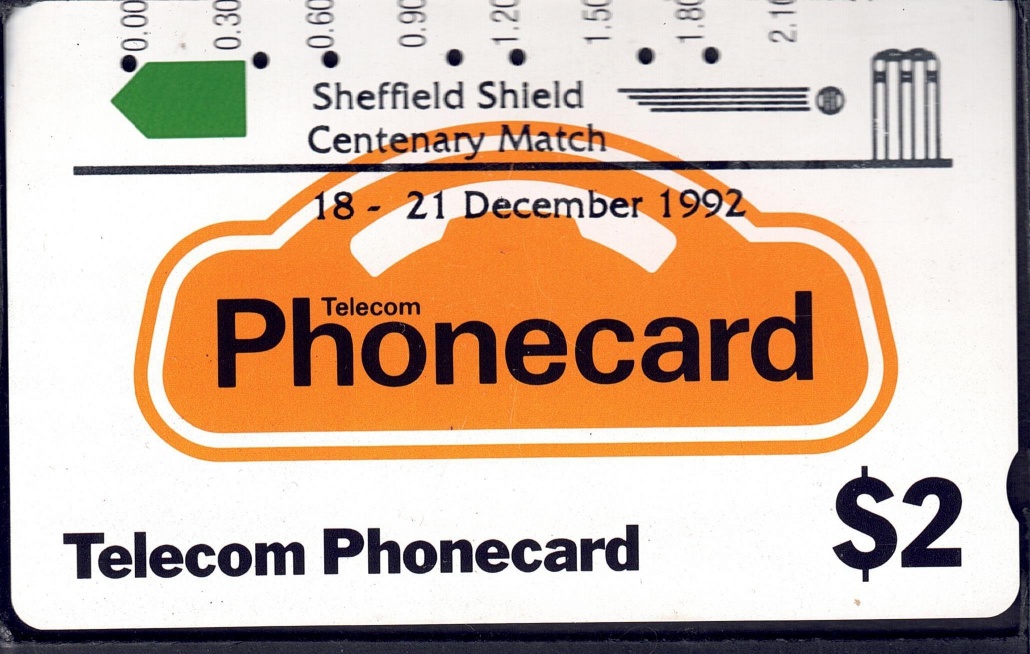 0.00 0.30 0.60 0.90 1.20 1.50 1.80 2.10
Sheffield Shield
Centenary Match
18 - 21 December 1992
Telecom
Phonecard
$2
Telecom Phonecard